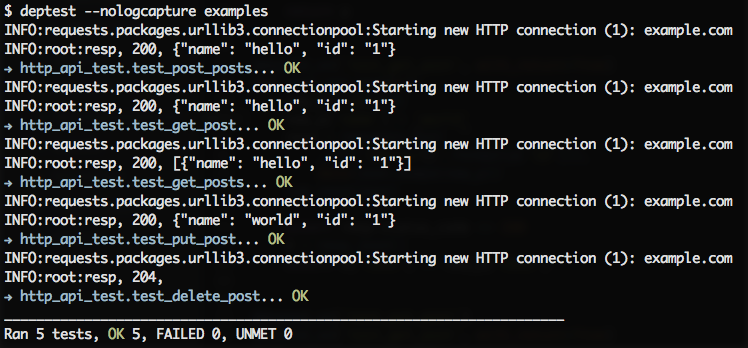 $ deptest --nologcapture examples
INFO:requests.packages.urllib3.connectionpool:Starting new HTTP connection (1): example.com
INFO:root:resp, 200, {"name": "hello", "id": "1"}
→ http_api_test.test_post_posts... OK
INFO:requests.packages.urllib3.connectionpool:Starting new HTTP connection (1): example.com
INFO:root:resp, 200, {"name": "hello", "id": "1"}
→ http_api_test.test_get_post... OK
INFO:requests.packages.urllib3.connectionpool:Starting new HTTP connection (1): example.com
INFO:root:resp, 200, [{"name": "hello", "id": "1"}]
→ http_api_test.test_get_posts... OK
INFO:requests.packages.urllib3.connectionpool:Starting new HTTP connection (1): example.com
INFO:root:resp, 200, {"name": "world", "id": "1"}
→ http_api_test.test_put_post... OK
INFO:requests.packages.urllib3.connectionpool:Starting new HTTP connection (1): example.com
INFO:root:resp, 204,
→ http_api_test.test_delete_post... OK
Ran 5 tests, OK 5, FAILED 0, UNMET 0